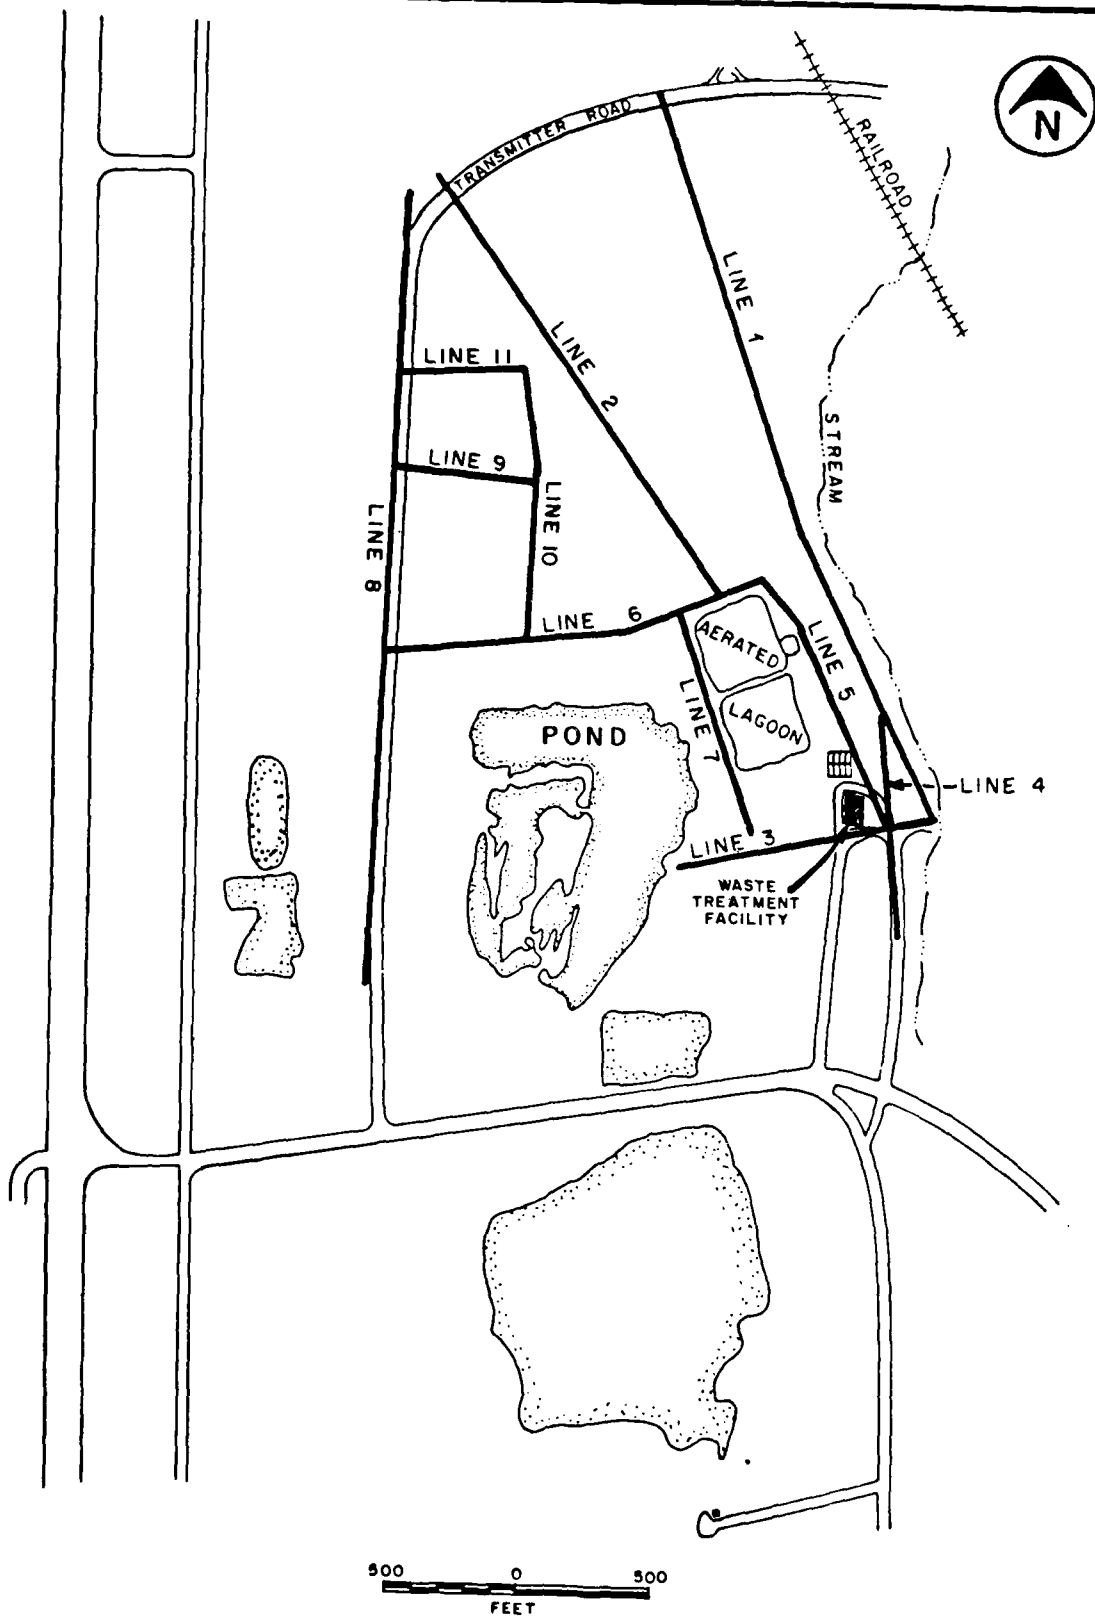 N
TRANSMITTER ROAD
RAILROAD
LINE 1
LINE 2
LINE 11
STREAM
LINE 9
LINE 10
LINE 8
LINE 6
AERATED
LAGOON
LINE 5
LINE 7
POND
LINE 4
LINE 3
WASTE
TREATMENT
FACILITY
500 0 500
FEET